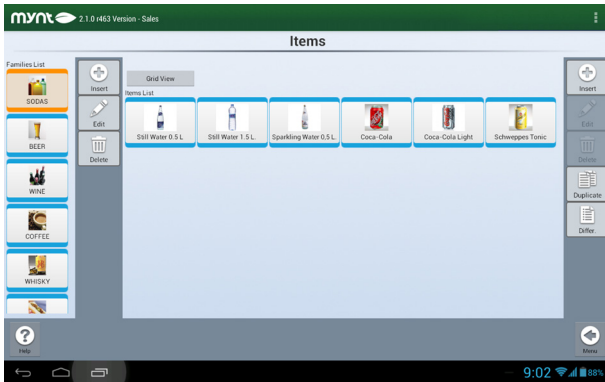 mynt 2.1.0 r463 Version - Sales
Items
Families List
SODAS
BEER
WINE
COFFEE
WHISKY
Insert
Edit
Delete
Grid View
Items List
Still Water 0.5 L
Still Water 1.5 L.
Sparkling Water 0,5 L
Coca-Cola
Coca-Cola Light
Schweppes Tonic
Insert
Edit
Delete
Duplicate
Differ.
Help
Menu
9:02 88%